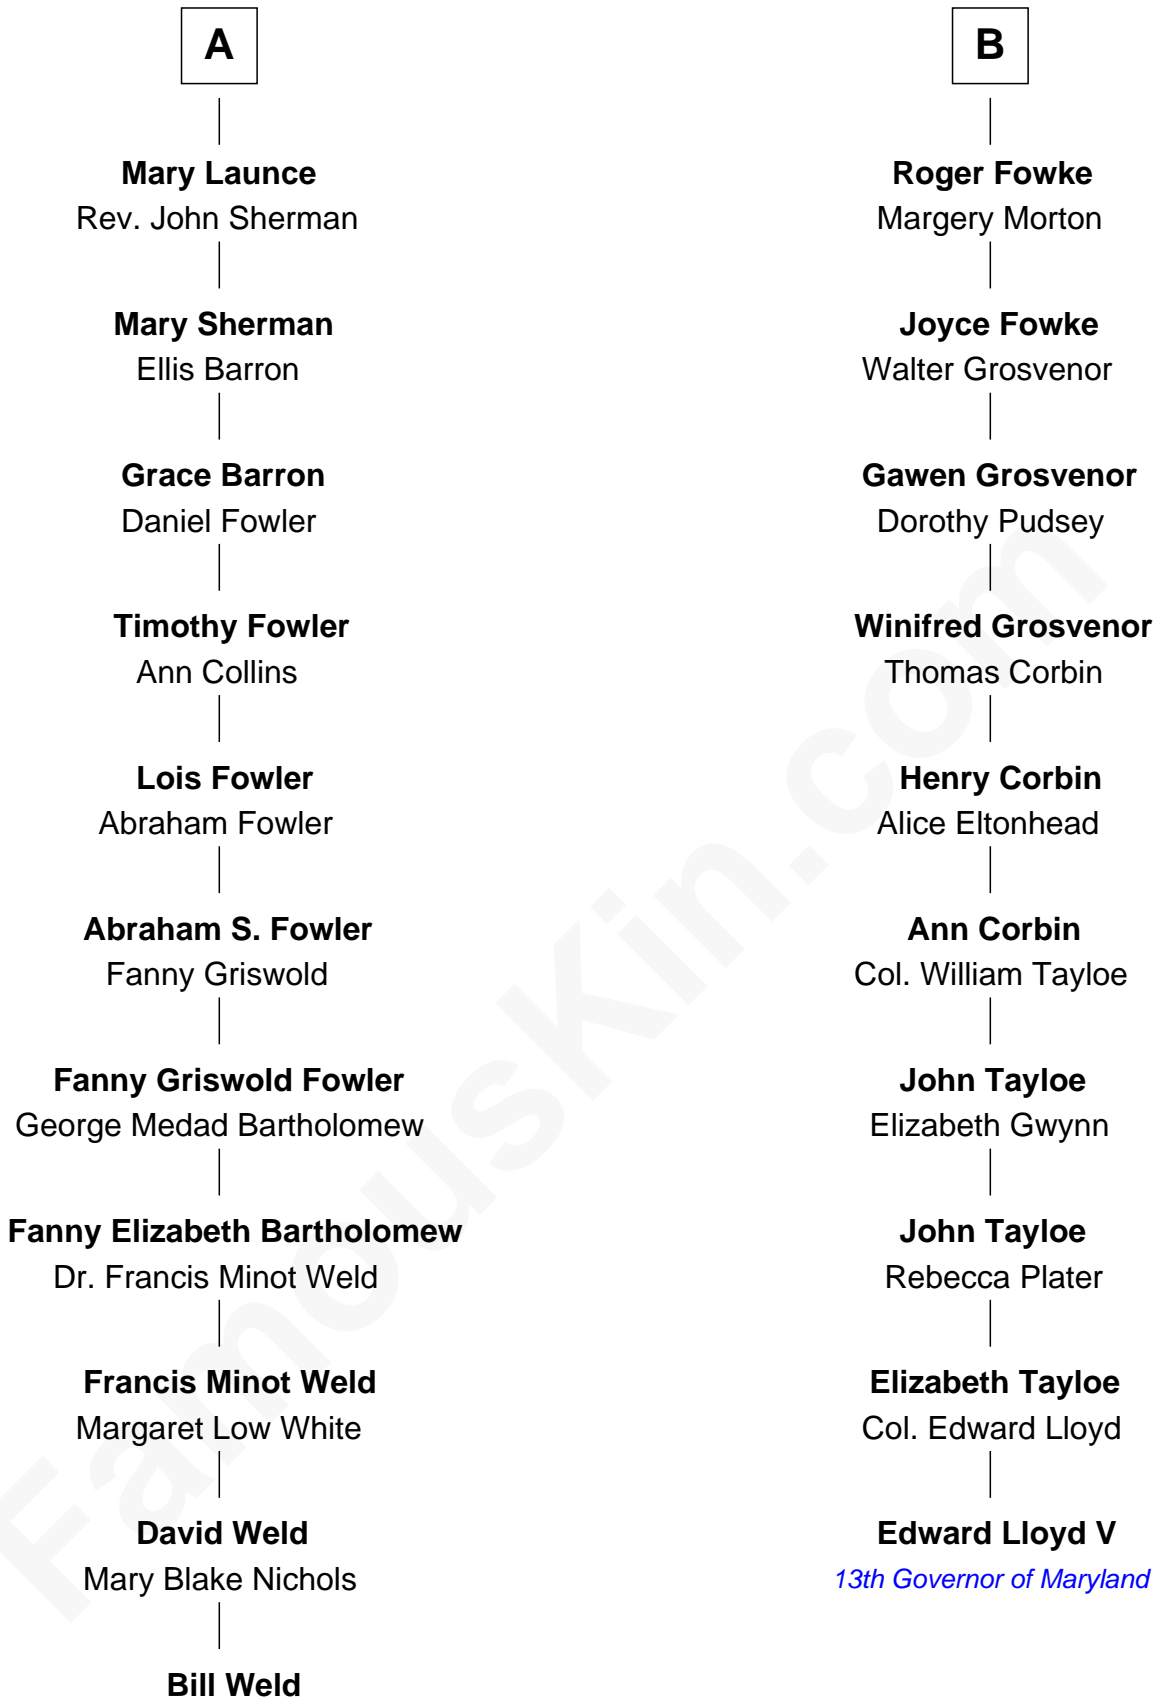 A
Mary Launce
Rev. John Sherman
Mary Sherman
Ellis Barron
Grace Barron
Daniel Fowler
Timothy Fowler
Ann Collins
Lois Fowler
Abraham Fowler
Abraham S. Fowler
Fanny Griswold
Fanny Griswold Fowler
George Medad Bartholomew
Fanny Elizabeth Bartholomew
Dr. Francis Minot Weld
Francis Minot Weld
Margaret Low White
David Weld
Mary Blake Nichols
Bill Weld
B
Roger Fowke
Margery Morton
Joyce Fowke
Walter Grosvenor
Gawen Grosvenor
Dorothy Pudsey
Winifred Grosvenor
Thomas Corbin
Henry Corbin
Alice Eltonhead
Ann Corbin
Col. William Tayloe
John Tayloe
Elizabeth Gwynn
John Tayloe
Rebecca Plater
Elizabeth Tayloe
Col. Edward Lloyd
Edward Lloyd V
13th Governor of Maryland
FamousKin.com